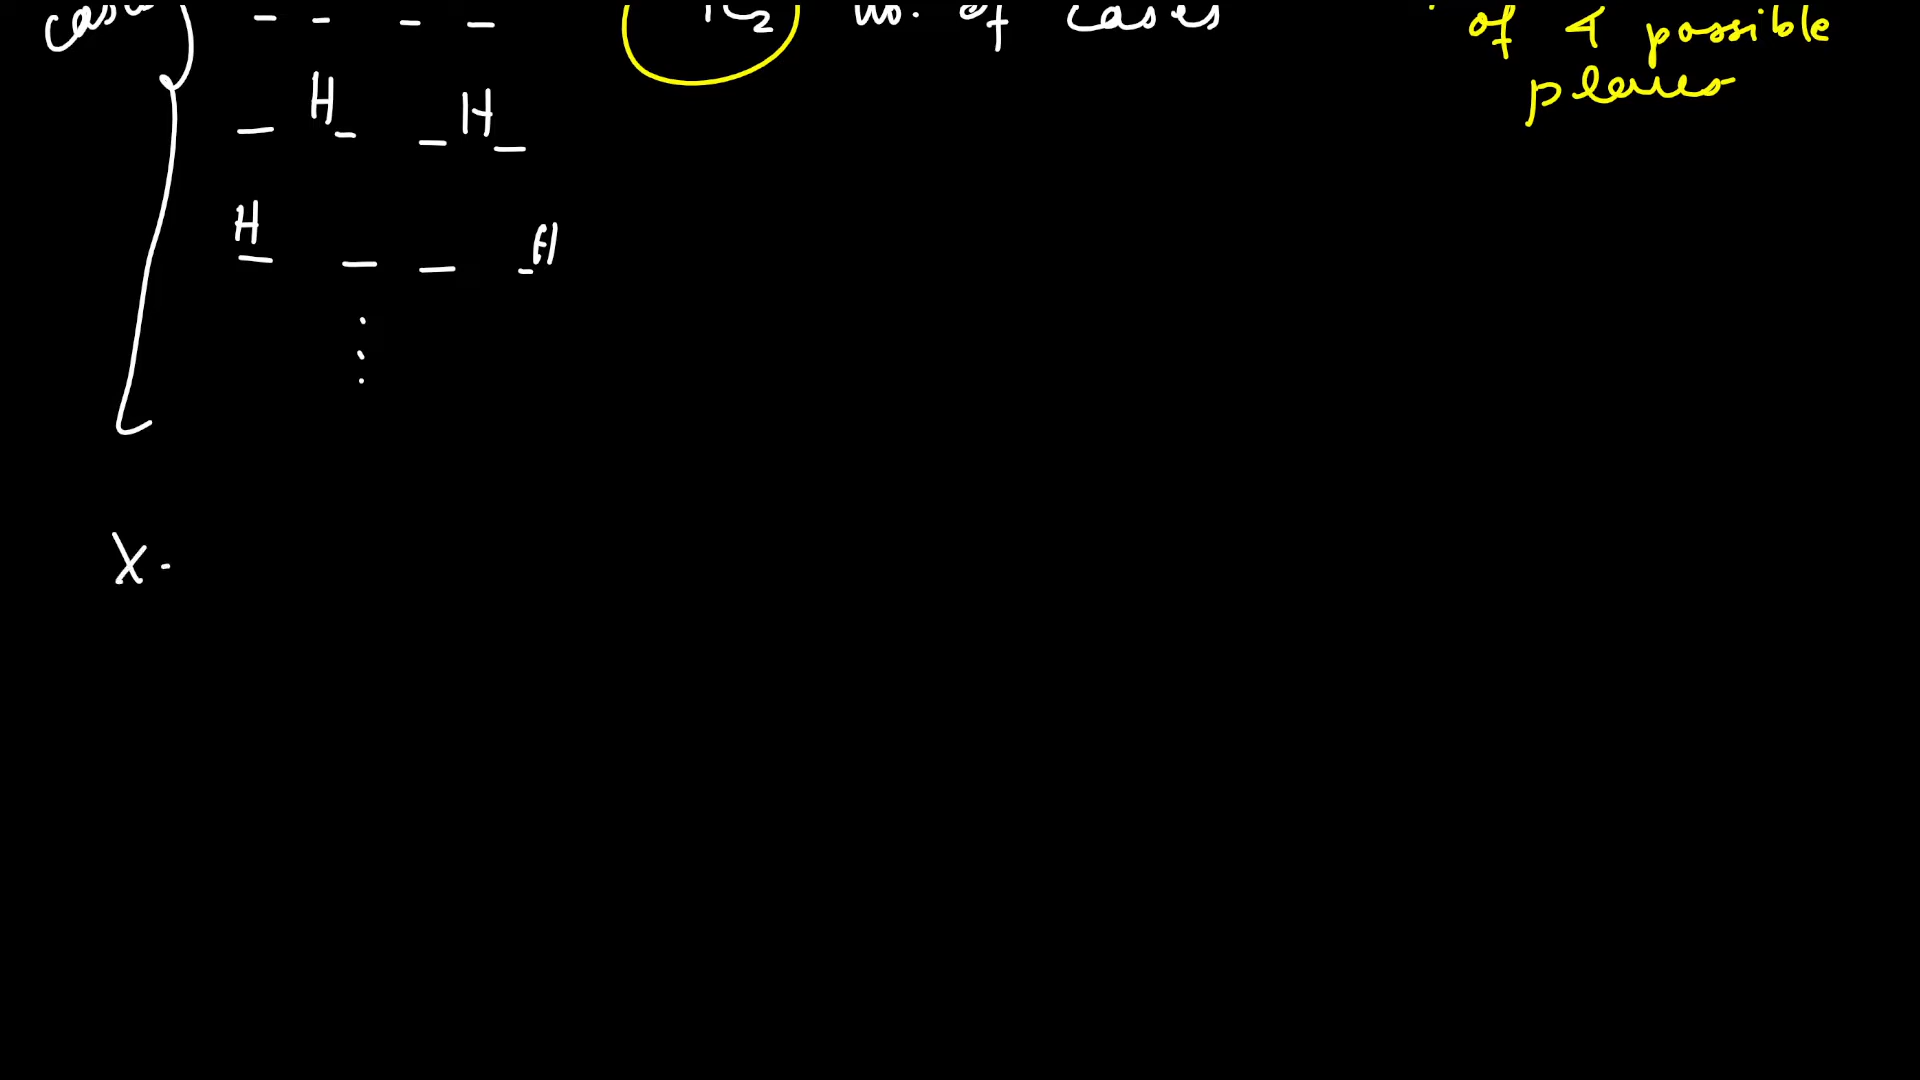 no. of cases
of 4 possible
places
_ _ _ _
_ H _ H
H _ _ H
⋮
X -